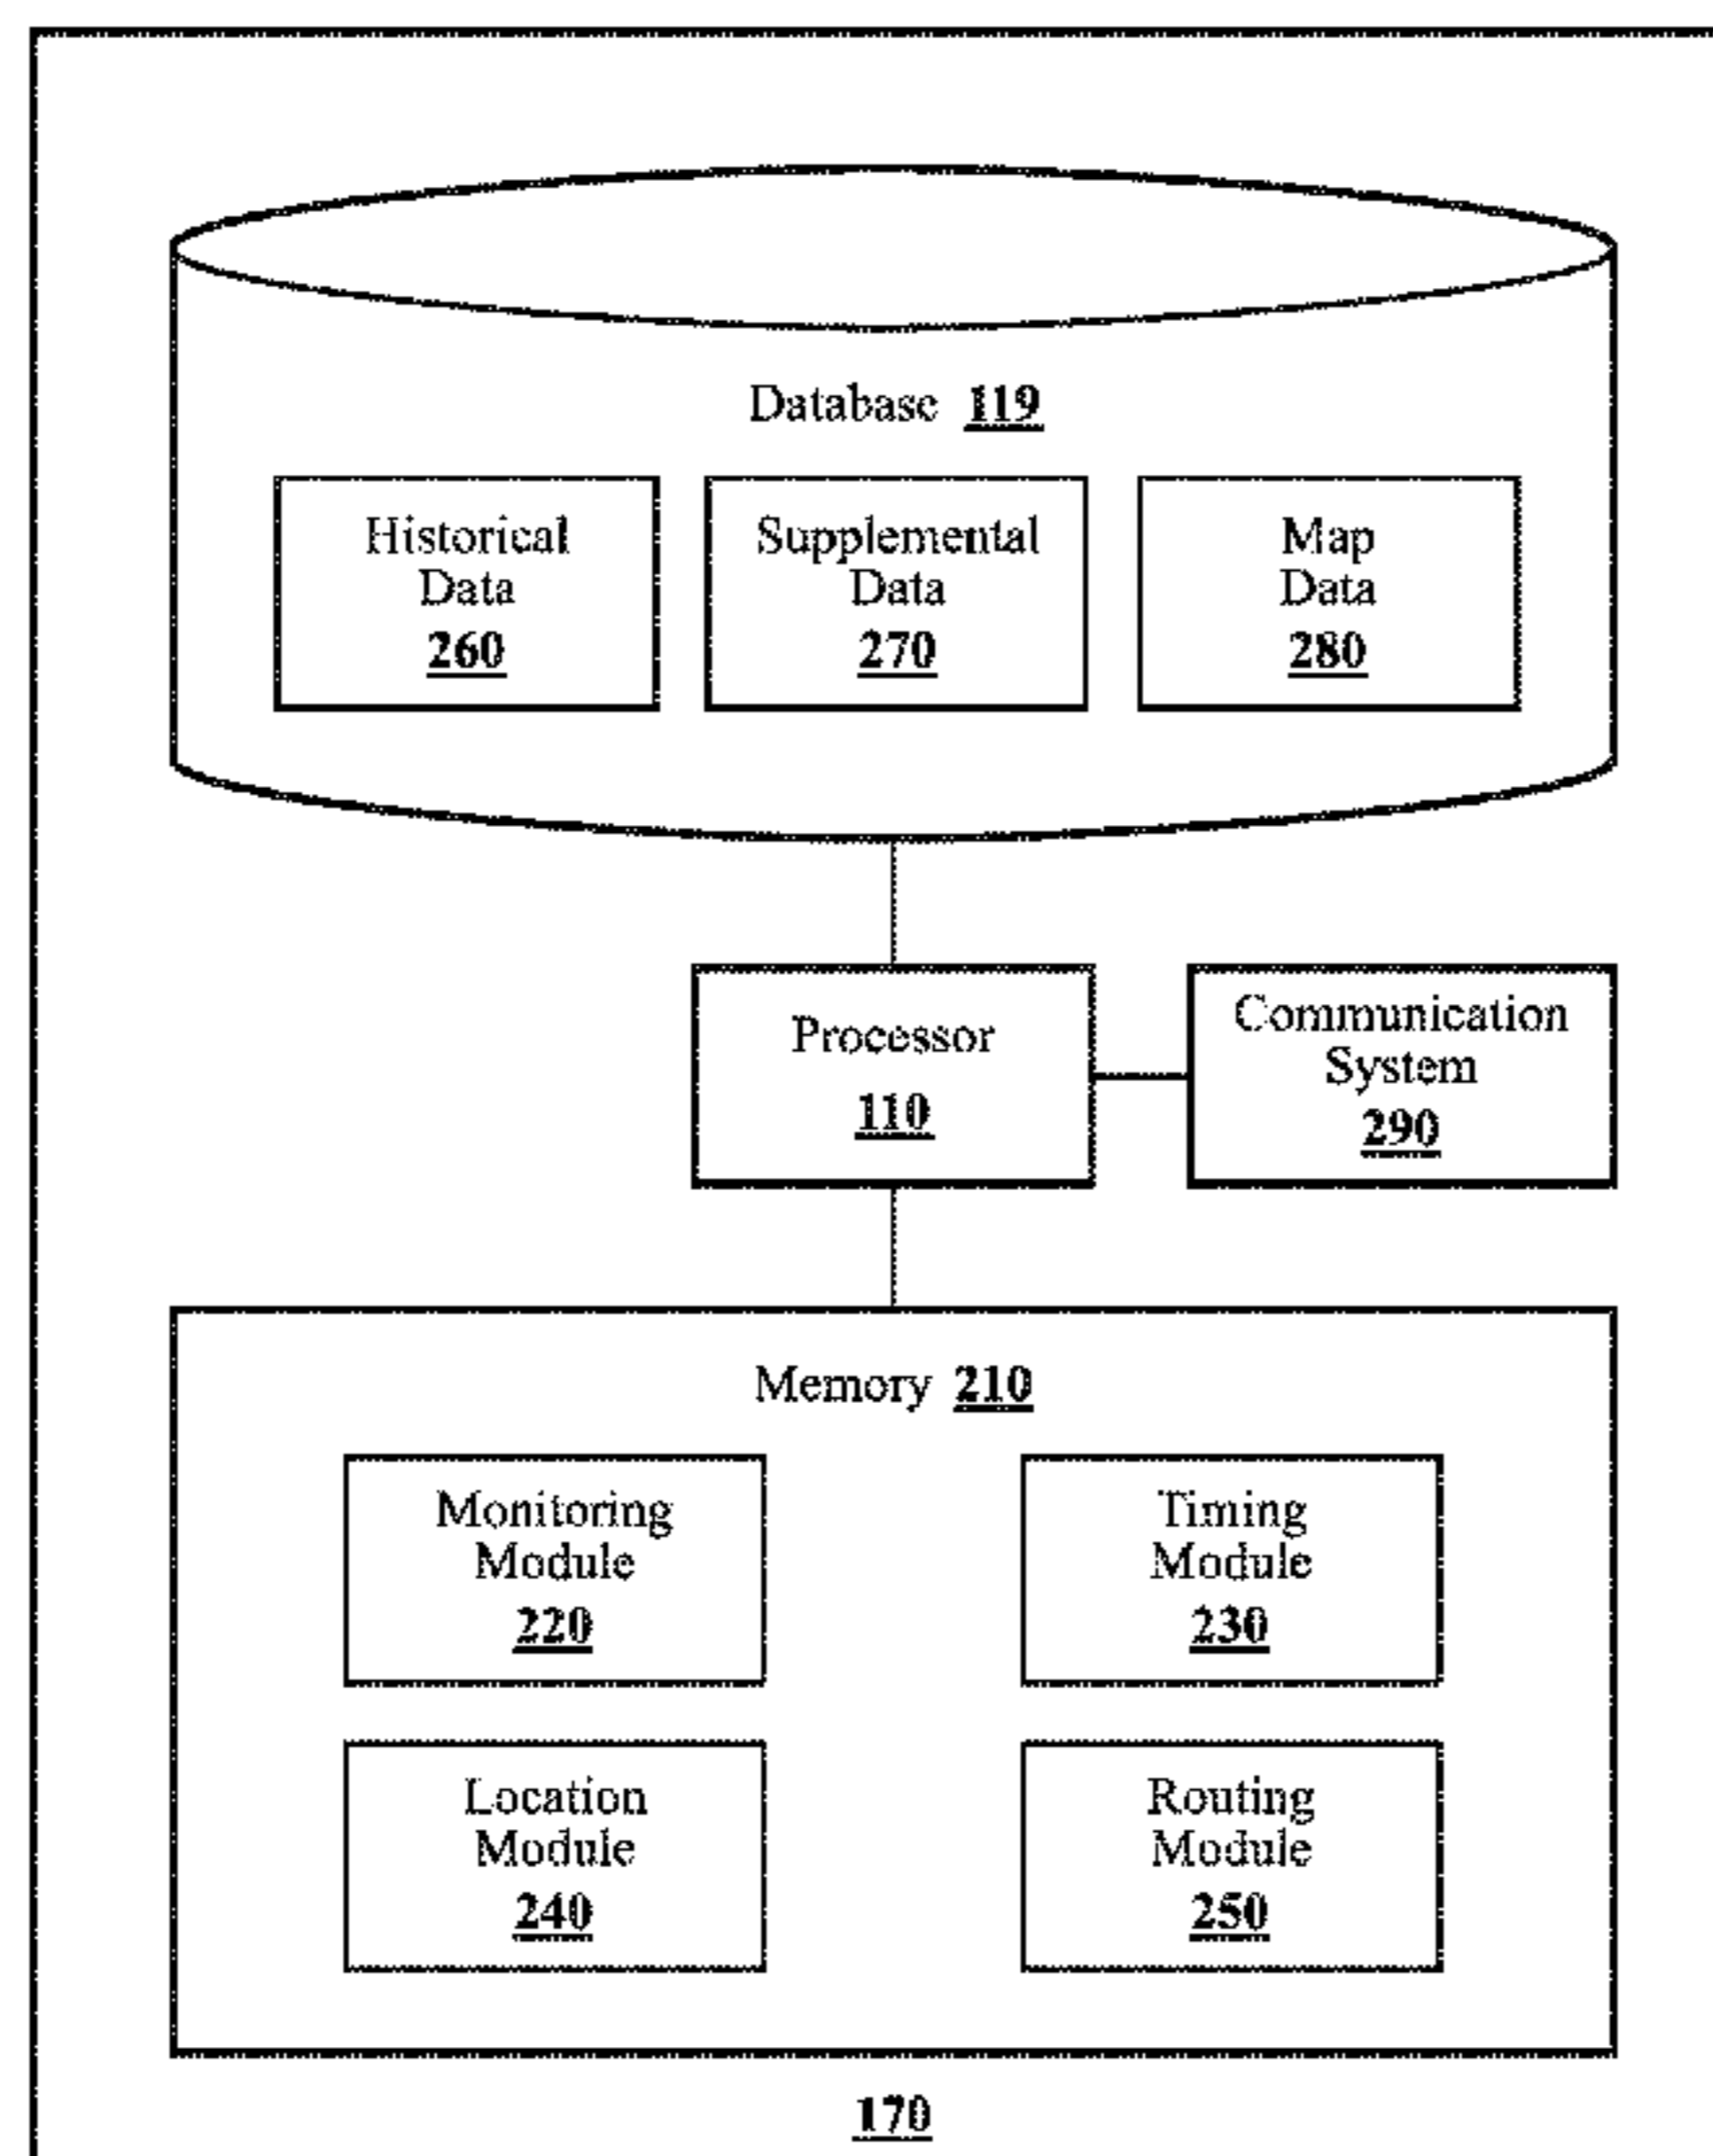 Database 119
Historical
Data
260
Supplemental
Data
270
Map
Data
280
Processor
110
Communication
System
290
Memory 210
Monitoring
Module
220
Timing
Module
230
Location
Module
240
Routing
Module
250
170